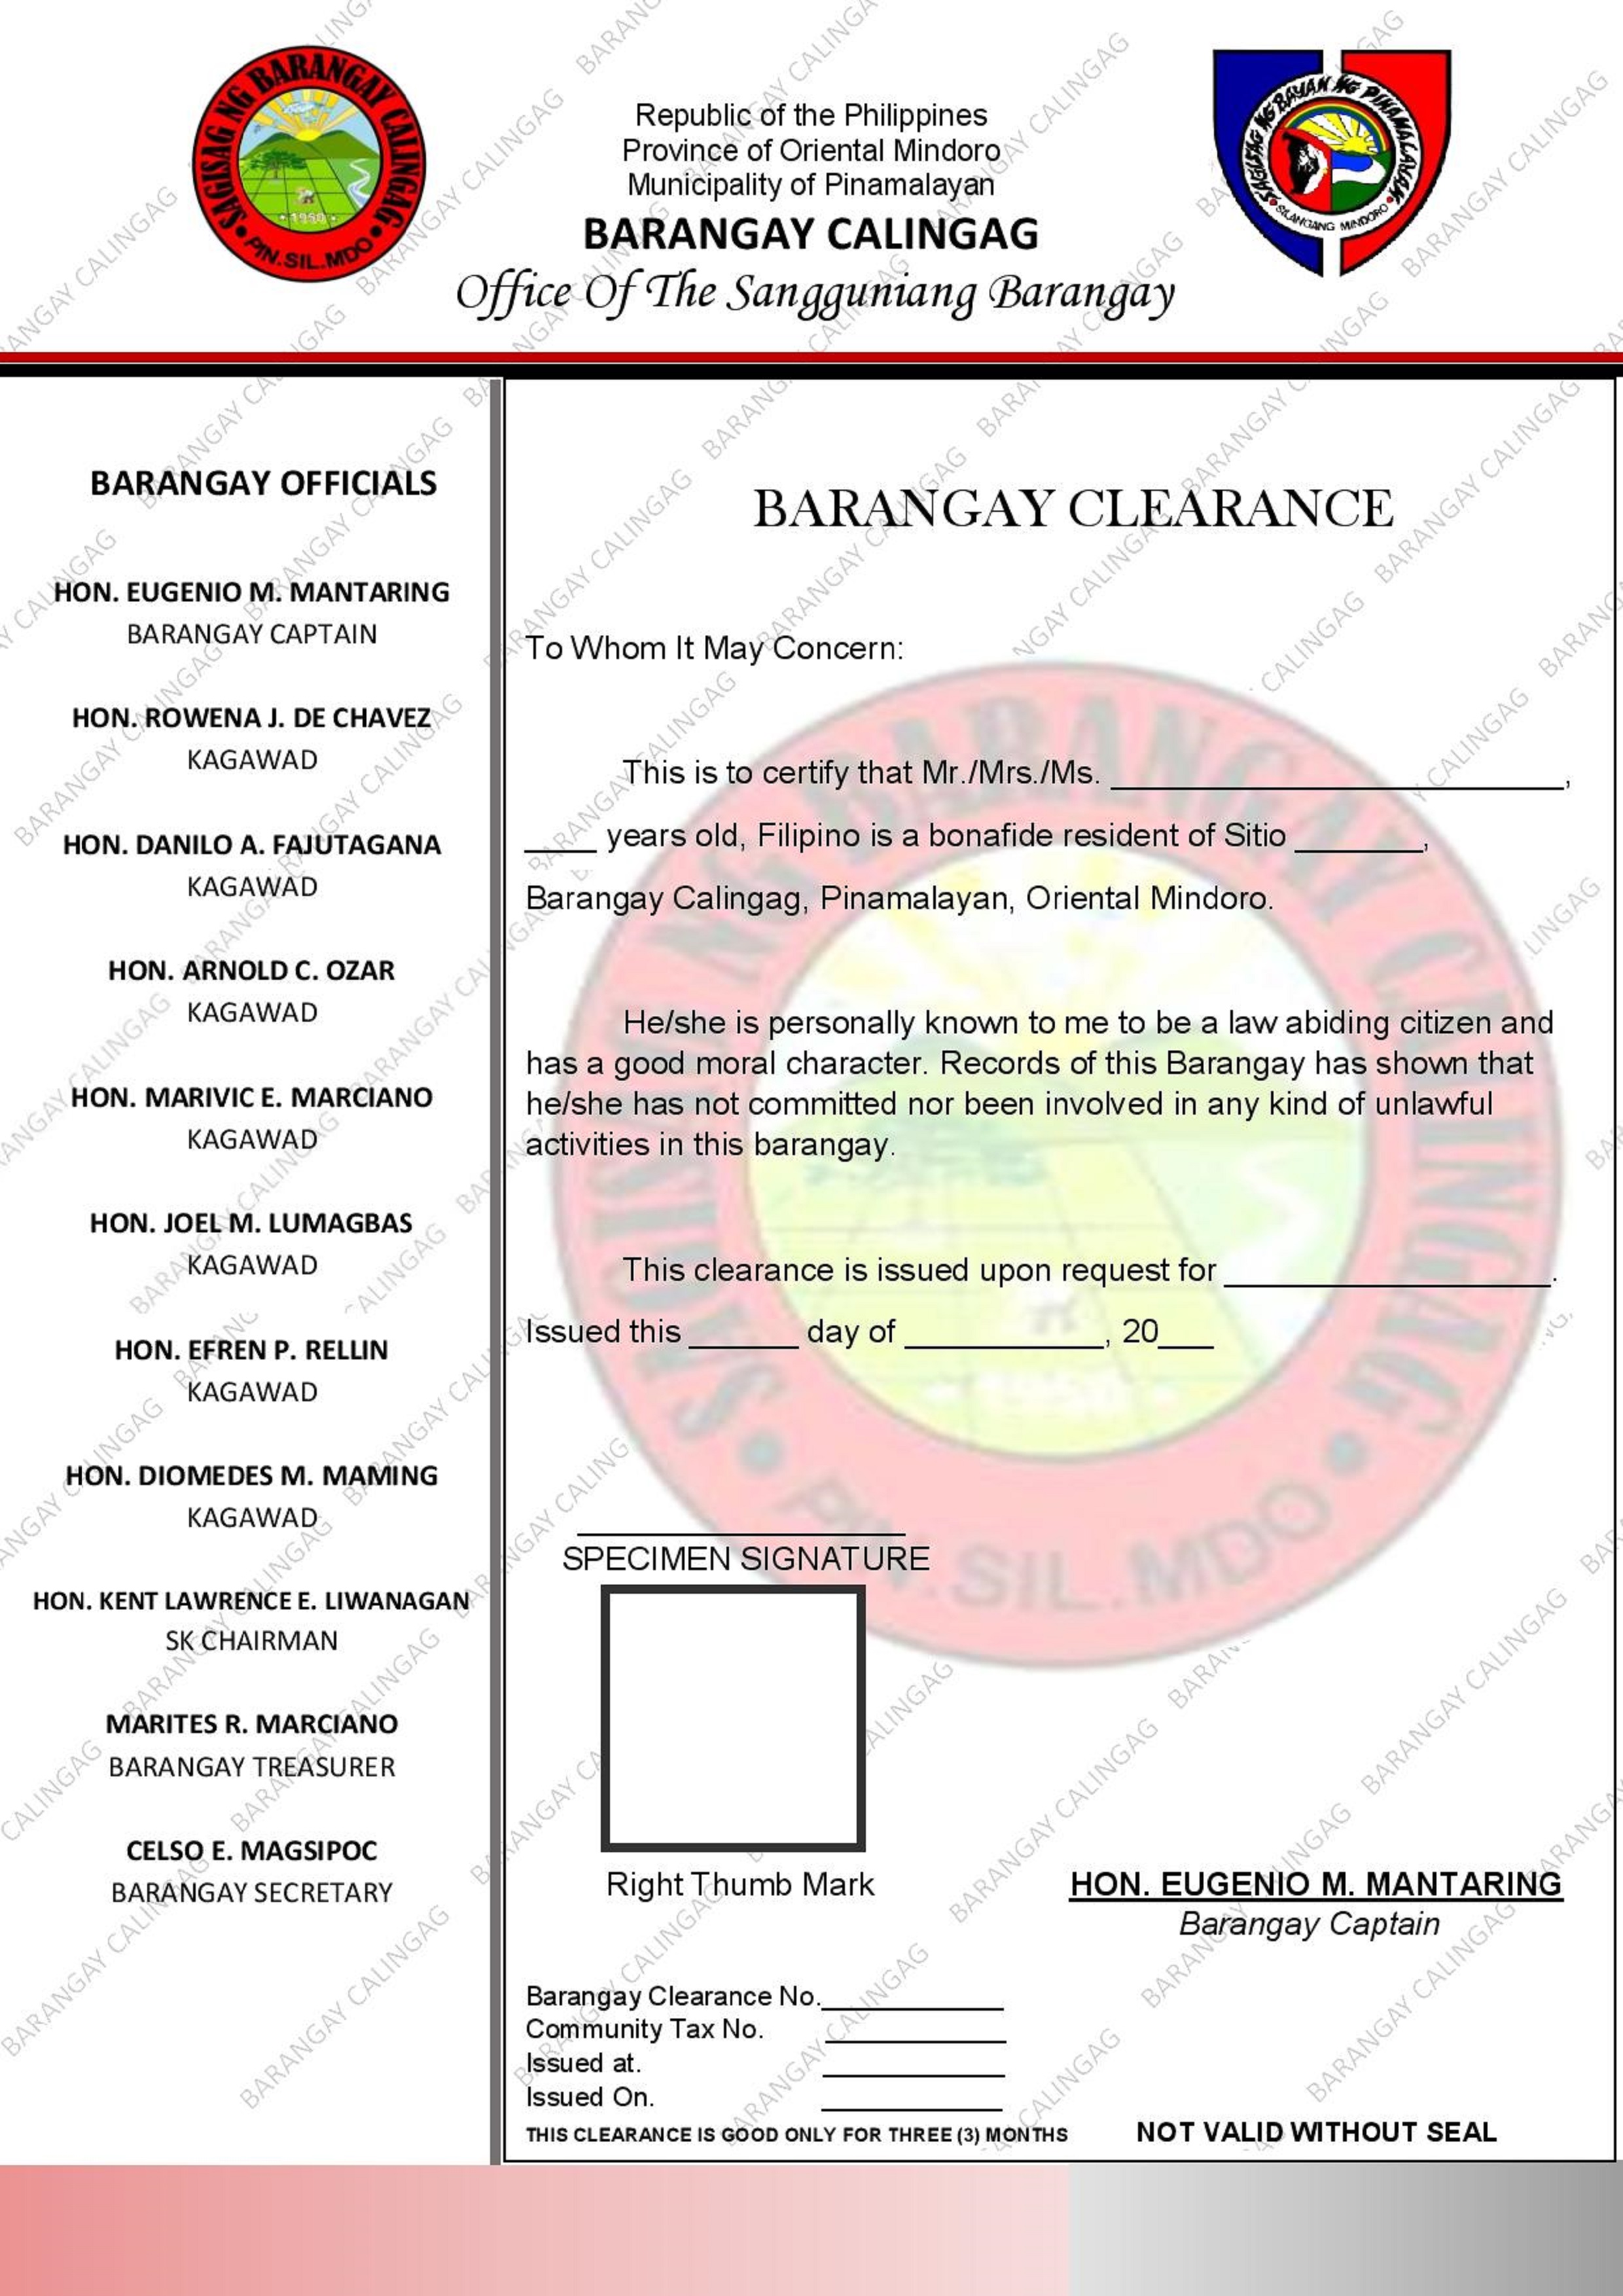 SAGISAG NG BARANGAY CALINGAG
1950
PIN. SIL. MDO
Republic of the Philippines
Province of Oriental Mindoro
Municipality of Pinamalayan
BARANGAY CALINGAG
Office Of The Sangguniang Barangay
SAGISAG NG BAYAN NG PINAMALAYAN
SILANGANG MINDORO
BARANGAY OFFICIALS
HON. EUGENIO M. MANTARING
BARANGAY CAPTAIN
HON. ROWENA J. DE CHAVEZ
KAGAWAD
HON. DANILO A. FAJUTAGANA
KAGAWAD
HON. ARNOLD C. OZAR
KAGAWAD
HON. MARIVIC E. MARCIANO
KAGAWAD
HON. JOEL M. LUMAGBAS
KAGAWAD
HON. EFREN P. RELLIN
KAGAWAD
HON. DIOMEDES M. MAMING
KAGAWAD
HON. KENT LAWRENCE E. LIWANAGAN
SK CHAIRMAN
MARITES R. MARCIANO
BARANGAY TREASURER
CELSO E. MAGSIPOC
BARANGAY SECRETARY
BARANGAY CLEARANCE
To Whom It May Concern:
This is to certify that Mr./Mrs./Ms. _________________________,
____ years old, Filipino is a bonafide resident of Sitio _______,
Barangay Calingag, Pinamalayan, Oriental Mindoro.
He/she is personally known to me to be a law abiding citizen and
has a good moral character. Records of this Barangay has shown that
he/she has not committed nor been involved in any kind of unlawful
activities in this barangay.
This clearance is issued upon request for __________________.
Issued this ______ day of ___________, 20___
SPECIMEN SIGNATURE
Right Thumb Mark
HON. EUGENIO M. MANTARING
Barangay Captain
Barangay Clearance No.____________
Community Tax No. ____________
Issued at. ____________
Issued On. ____________
THIS CLEARANCE IS GOOD ONLY FOR THREE (3) MONTHS
NOT VALID WITHOUT SEAL